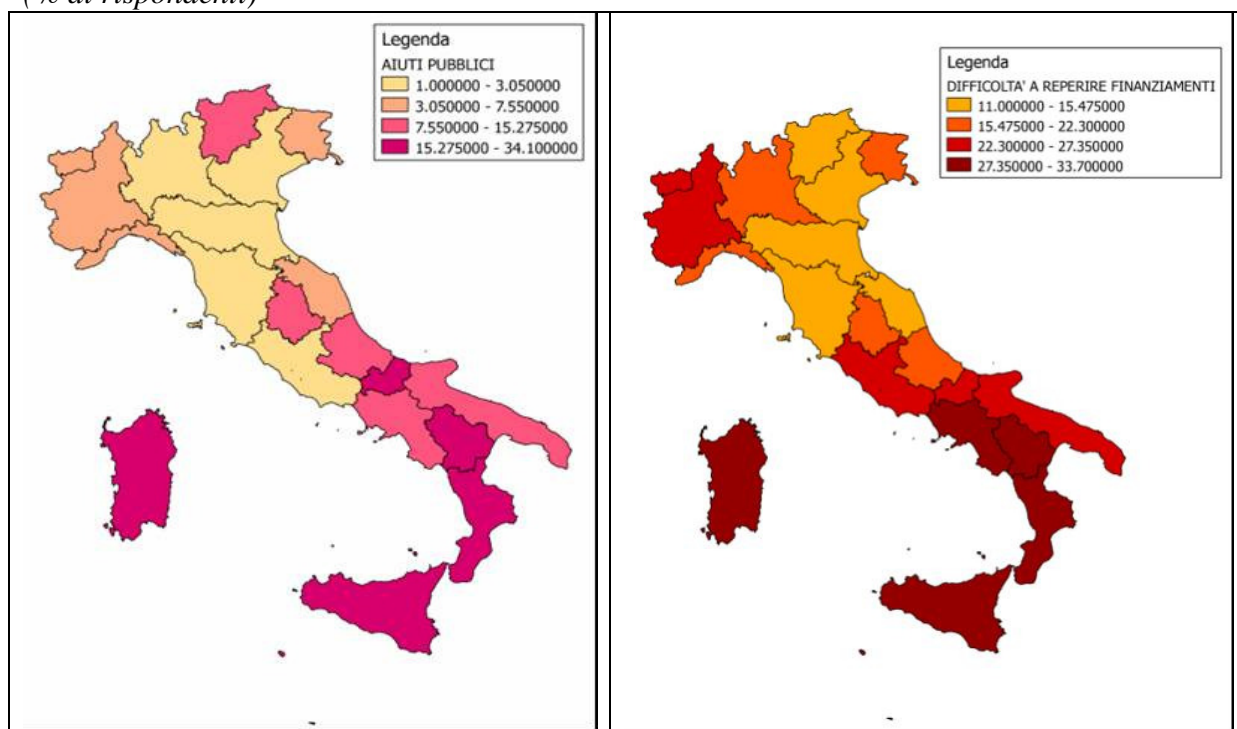 (% di rispondenti)
Legenda
AIUTI PUBBLICI
1.000000 - 3.050000
3.050000 - 7.550000
7.550000 - 15.275000
15.275000 - 34.100000
Legenda
DIFFICOLTA' A REPERIRE FINANZIAMENTI
11.000000 - 15.475000
15.475000 - 22.300000
22.300000 - 27.350000
27.350000 - 33.700000